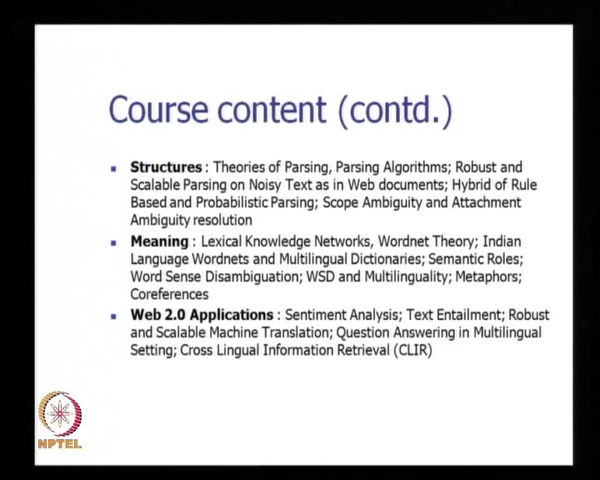 Course content (contd.)
Structures : Theories of Parsing, Parsing Algorithms; Robust and
Scalable Parsing on Noisy Text as in Web documents; Hybrid of Rule
Based and Probabilistic Parsing; Scope Ambiguity and Attachment
Ambiguity resolution
Meaning : Lexical Knowledge Networks, Wordnet Theory; Indian
Language Wordnets and Multilingual Dictionaries; Semantic Roles;
Word Sense Disambiguation; WSD and Multilinguality; Metaphors;
Coreferences
Web 2.0 Applications : Sentiment Analysis; Text Entailment; Robust
and Scalable Machine Translation; Question Answering in Multilingual
Setting; Cross Lingual Information Retrieval (CLIR)
NPTEL